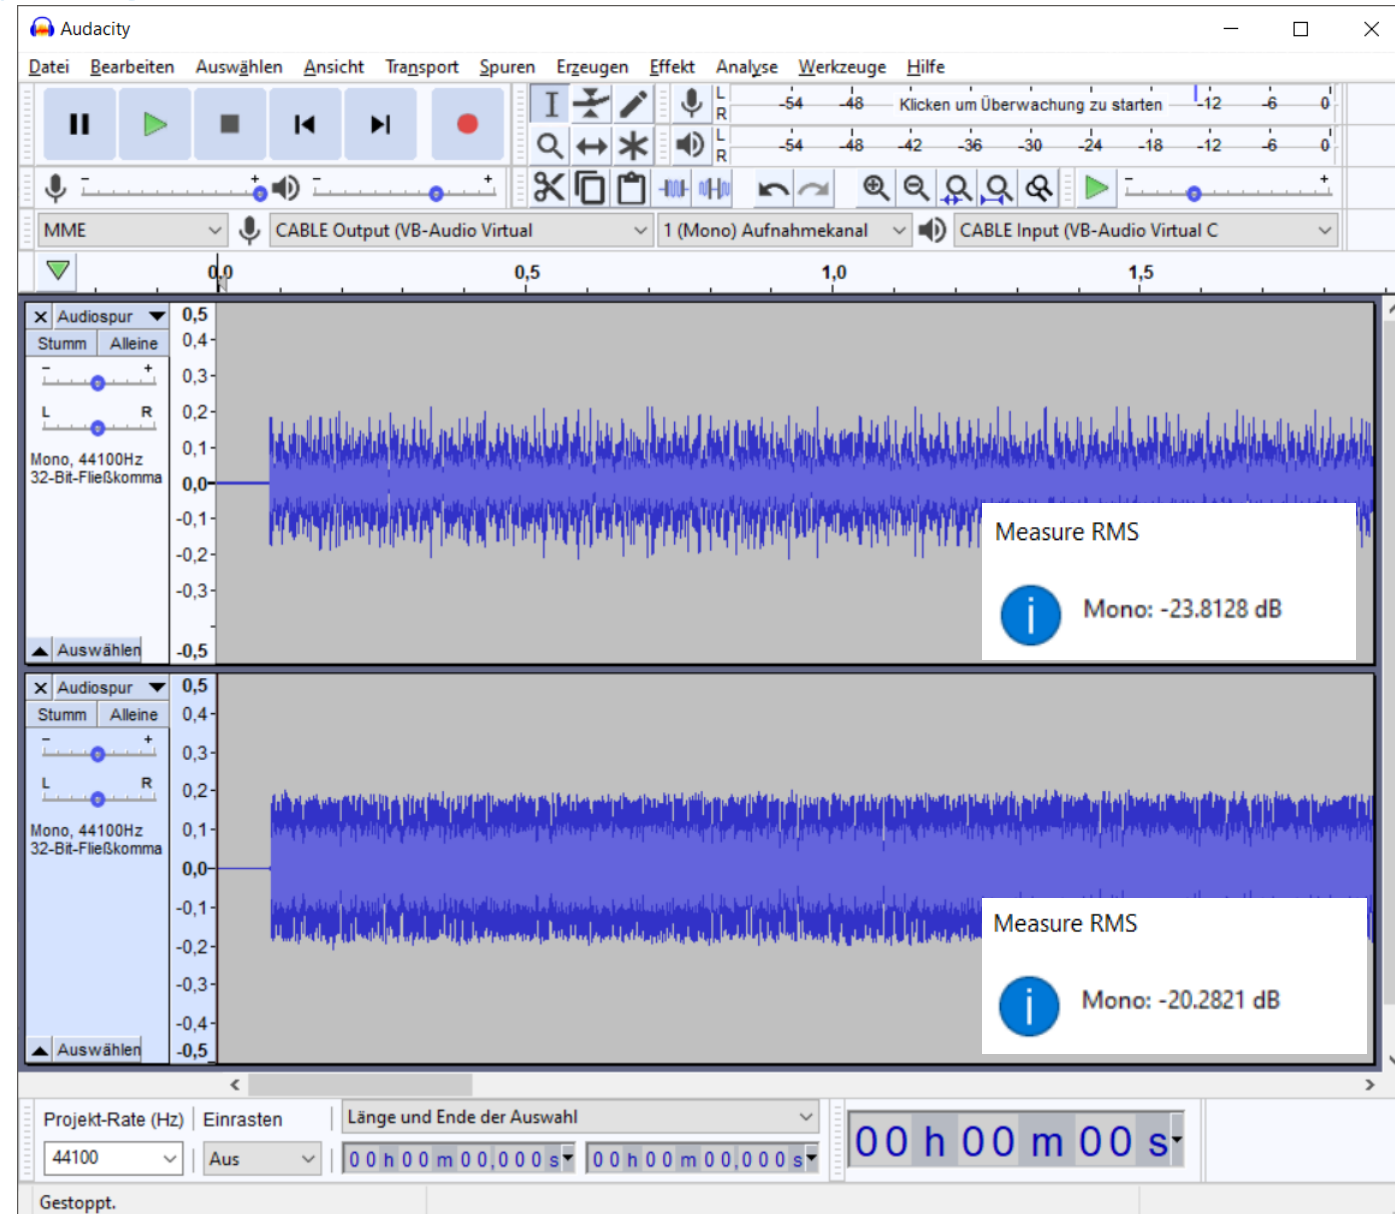 Audacity
Datei Bearbeiten Auswählen Ansicht Transport Spuren Erzeugen Effekt Analyse Werkzeuge Hilfe
L R -54 -48 Klicken um Überwachung zu starten -12 -6 0
L R -54 -48 -42 -36 -30 -24 -18 -12 -6 0
- + - + - +
MME CABLE Output (VB-Audio Virtual 1 (Mono) Aufnahmekanal CABLE Input (VB-Audio Virtual C
0,0 0,5 1,0 1,5
Audiospur
Stumm Alleine
- +
L R
Mono, 44100Hz
32-Bit-Fließkomma
Auswählen
0,5
0,4
0,3
0,2
0,1
0,0
-0,1
-0,2
-0,3
-0,5
Measure RMS
Mono: -23.8128 dB
Audiospur
Stumm Alleine
- +
L R
Mono, 44100Hz
32-Bit-Fließkomma
Auswählen
0,5
0,4
0,3
0,2
0,1
0,0
-0,1
-0,2
-0,3
-0,4
-0,5
Measure RMS
Mono: -20.2821 dB
Projekt-Rate (Hz) Einrasten Länge und Ende der Auswahl
44100 Aus 00 h 00 m 00,000 s 00 h 00 m 00,000 s 00 h 00 m 00 s
Gestoppt.